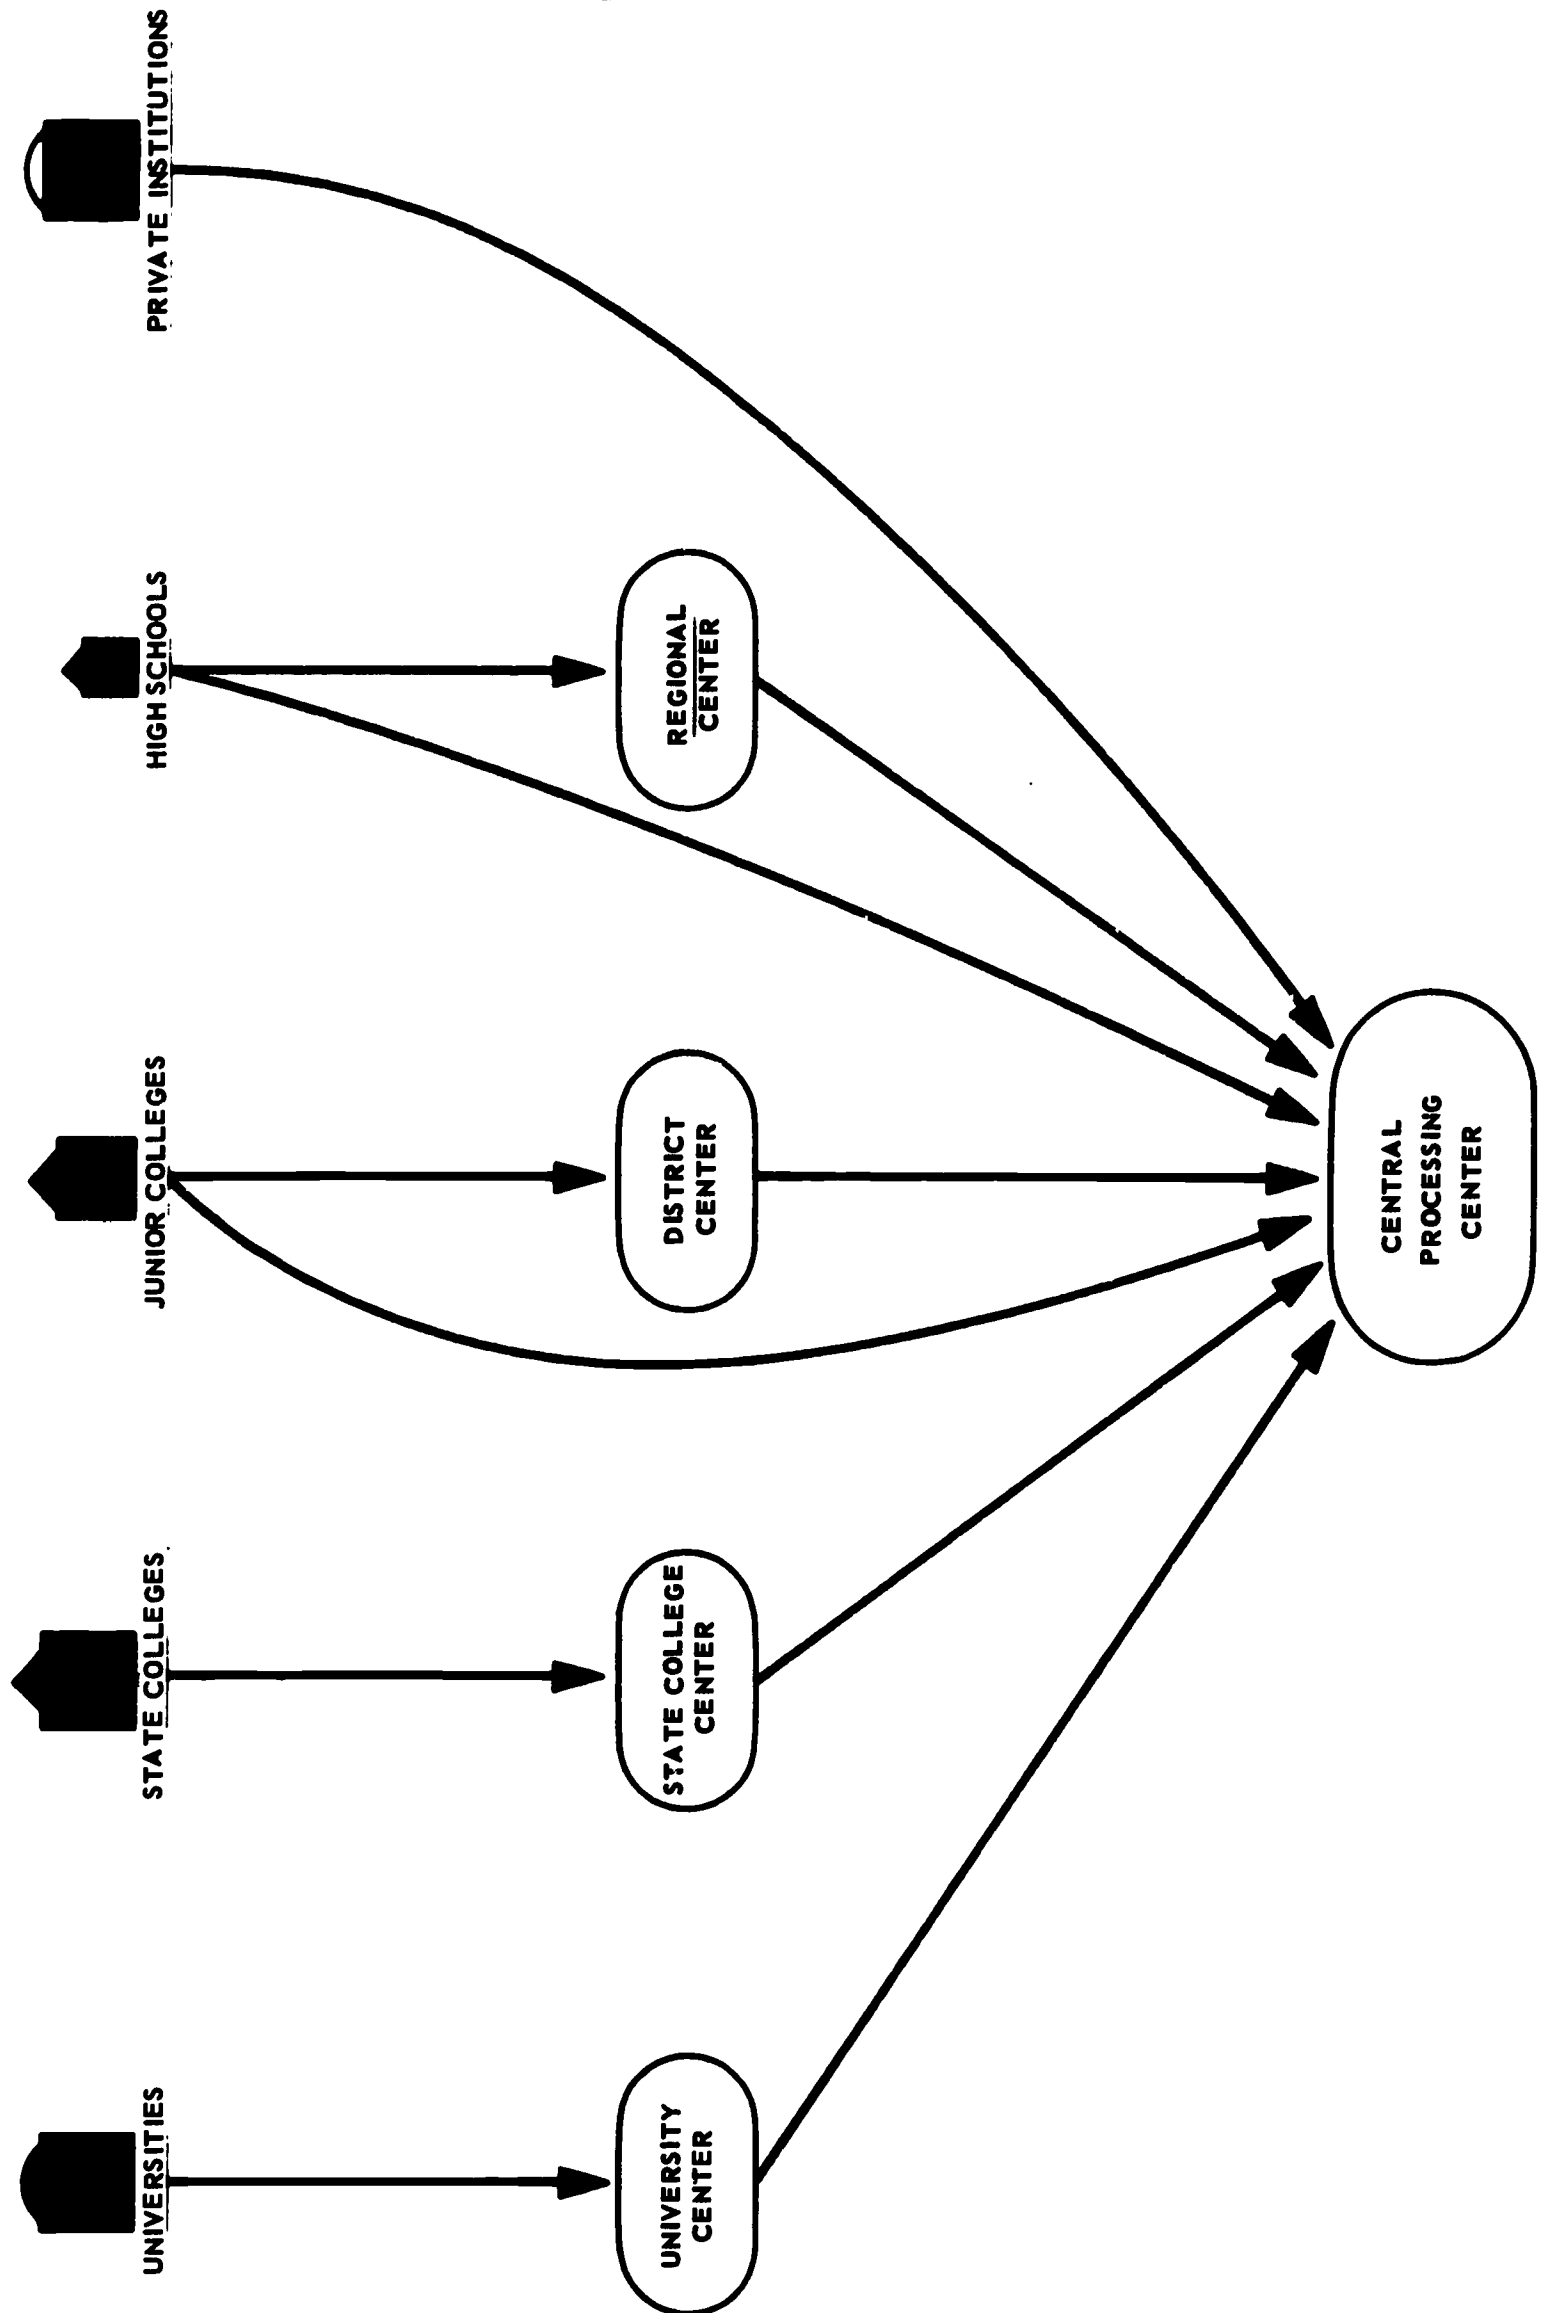 UNIVERSITIES
STATE COLLEGES
JUNIOR COLLEGES
HIGH SCHOOLS
PRIVATE INSTITUTIONS
UNIVERSITY
CENTER
STATE COLLEGE
CENTER
DISTRICT
CENTER
REGIONAL
CENTER
CENTRAL
PROCESSING
CENTER